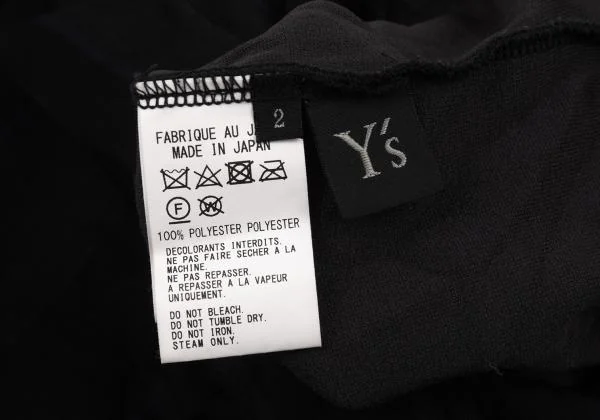 2
Y's
FABRIQUE AU J
MADE IN JAPAN
F
W
100% POLYESTER POLYESTER
DECOLORANTS INTERDITS.
NE PAS FAIRE SECHER A LA
MACHINE.
NE PAS REPASSER.
A REPASSER A LA VAPEUR
UNIQUEMENT.
DO NOT BLEACH.
DO NOT TUMBLE DRY.
DO NOT IRON.
STEAM ONLY.